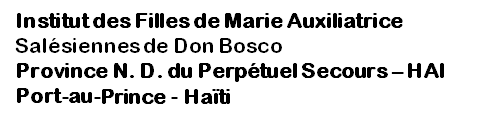 Institut des Filles de Marie Auxiliatrice
Salésiennes de Don Bosco
Province N. D. du Perpétuel Secours – HAI
Port-au-Prince - Haïti